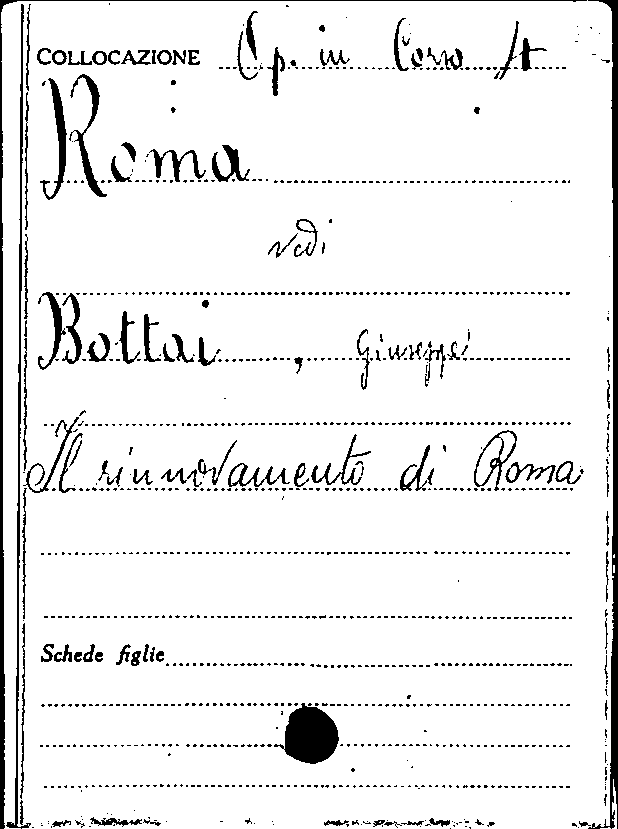 COLLOCAZIONE Op. in Corso
Roma
vedi
Bottai, Giuseppe
Il rinnovamento di Roma
Schede figlie